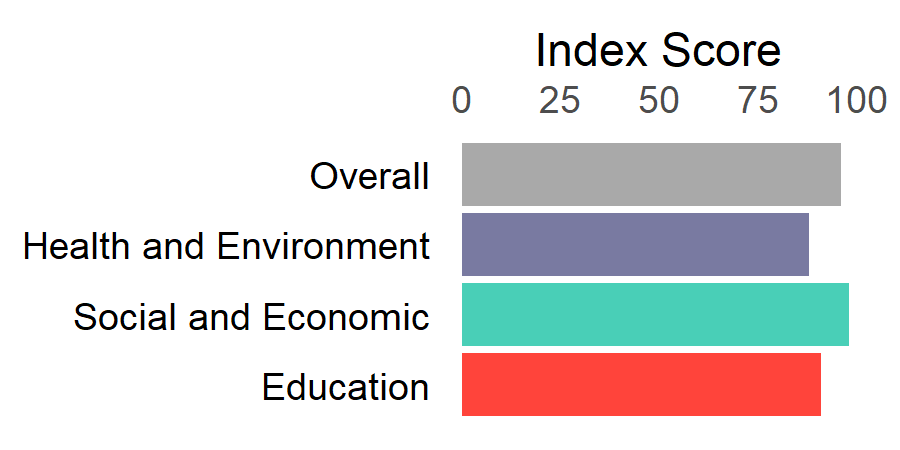 Index Score
0 25 50 75 100
Overall
Health and Environment
Social and Economic
Education